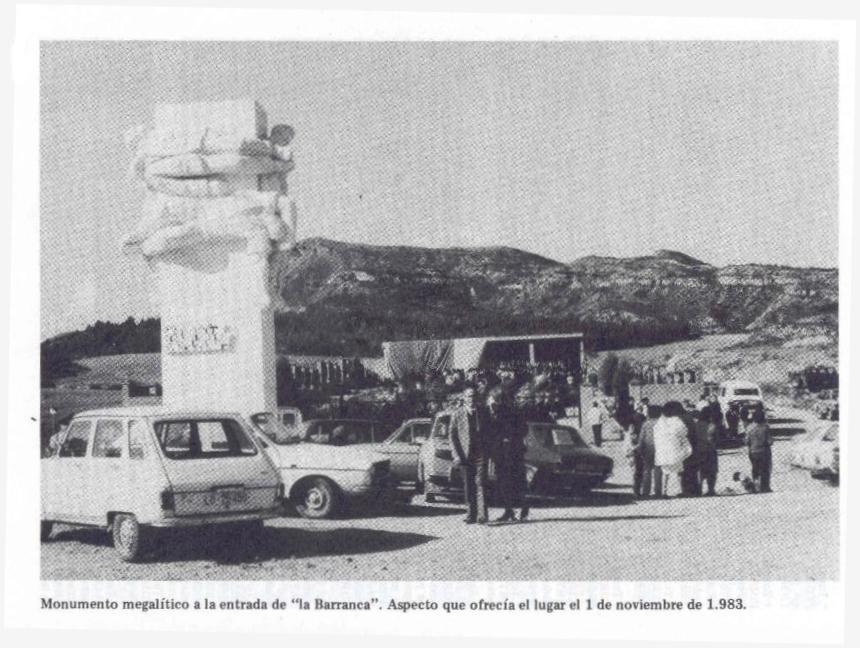 Monumento megalítico a la entrada de "la Barranca". Aspecto que ofrecía el lugar el 1 de noviembre de 1.983.